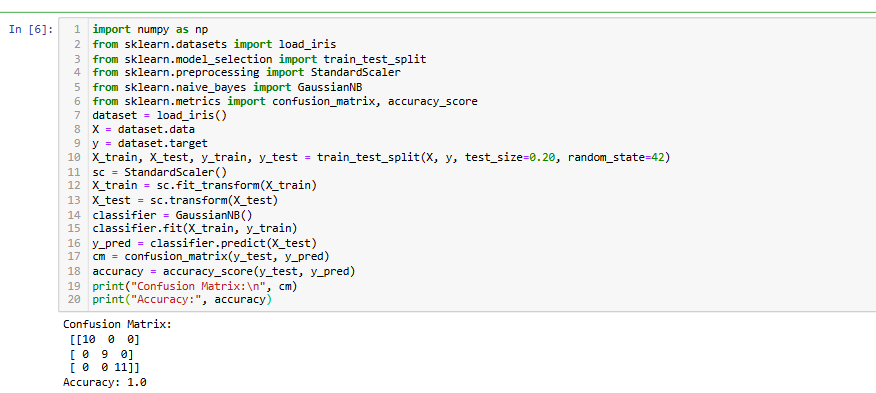 In [6]:
1 import numpy as np
2 from sklearn.datasets import load_iris
3 from sklearn.model_selection import train_test_split
4 from sklearn.preprocessing import StandardScaler
5 from sklearn.naive_bayes import GaussianNB
6 from sklearn.metrics import confusion_matrix, accuracy_score
7 dataset = load_iris()
8 X = dataset.data
9 y = dataset.target
10 X_train, X_test, y_train, y_test = train_test_split(X, y, test_size=0.20, random_state=42)
11 sc = StandardScaler()
12 X_train = sc.fit_transform(X_train)
13 X_test = sc.transform(X_test)
14 classifier = GaussianNB()
15 classifier.fit(X_train, y_train)
16 y_pred = classifier.predict(X_test)
17 cm = confusion_matrix(y_test, y_pred)
18 accuracy = accuracy_score(y_test, y_pred)
19 print("Confusion Matrix:\n", cm)
20 print("Accuracy:", accuracy)
Confusion Matrix:
[[10 0 0]
[ 0 9 0]
[ 0 0 11]]
Accuracy: 1.0